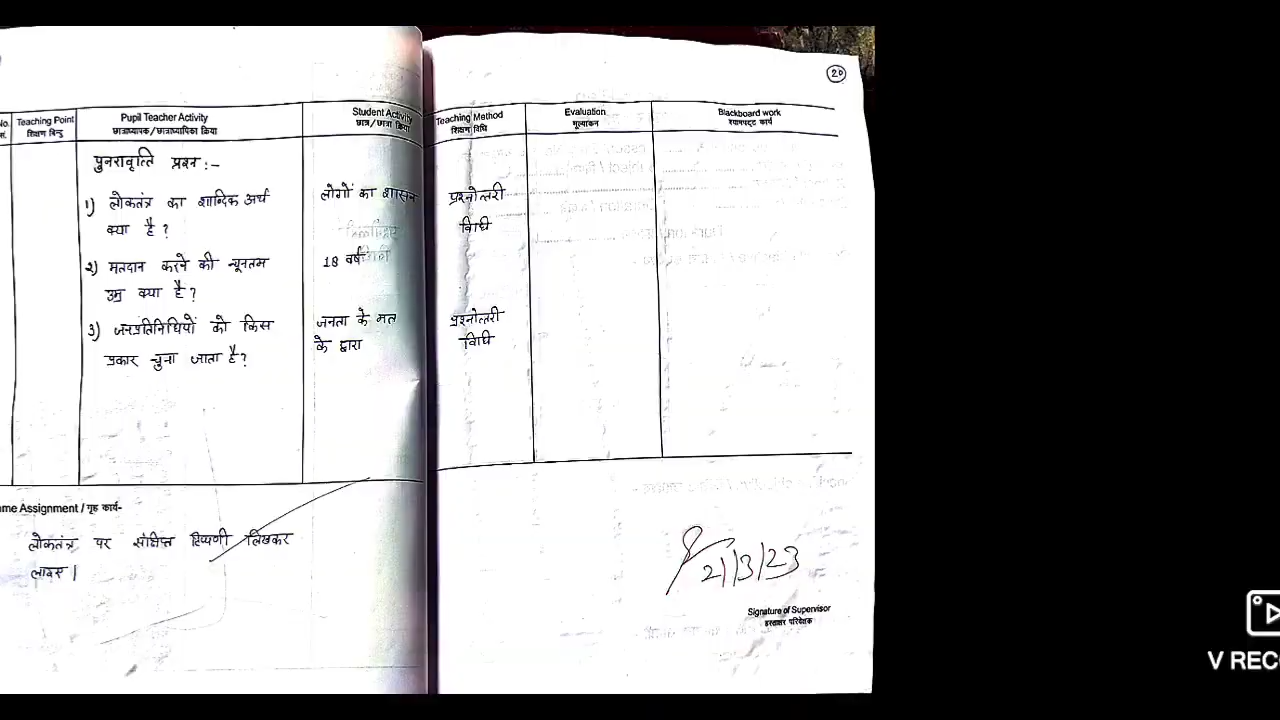 20
No. Teaching Point Pupil Teacher Activity Student Activity Teaching Method Evaluation Blackboard work
सं. शिक्षण बिन्दु छात्राध्यापक/छात्राध्यापिका क्रिया छात्र/छात्रा क्रिया शिक्षण विधि मूल्यांकन श्यामपट्ट कार्य
पुनरावृत्ति प्रश्न :-
1) लोकतंत्र का शाब्दिक अर्थ लोगों का शासन प्रश्नोत्तरी
क्या है ? विधि
2) मतदान करने की न्यूनतम 18 वर्ष
उम्र क्या है ?
3) जनप्रतिनिधियों को किस जनता के मत प्रश्नोत्तरी
प्रकार चुना जाता है ? के द्वारा विधि
me Assignment / गृह कार्य-
लोकतंत्र पर संक्षिप्त टिप्पणी लिखकर
लाइए |
21/3/23
Signature of Supervisor
हस्ताक्षर परिवेक्षक
V REC